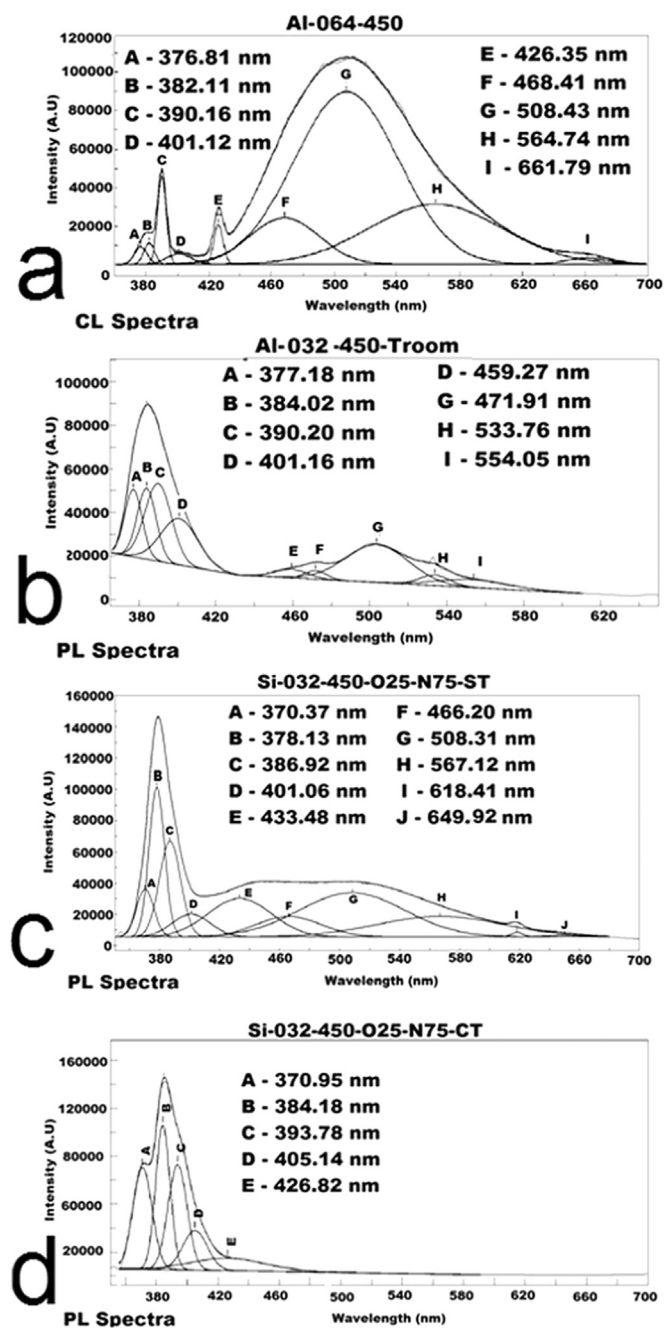 Al-064-450
120000
100000
80000
60000
40000
20000
0
Intensity (A.U)
A - 376.81 nm
B - 382.11 nm
C - 390.16 nm
D - 401.12 nm
E - 426.35 nm
F - 468.41 nm
G - 508.43 nm
H - 564.74 nm
I - 661.79 nm
A
B
C
D
E
F
G
H
I
380
420
460
500
540
580
620
660
700
Wavelength (nm)
a
CL Spectra
Al-032-450-Troom
100000
80000
60000
40000
20000
0
Intensity (A.U)
A - 377.18 nm
B - 384.02 nm
C - 390.20 nm
D - 401.16 nm
D - 459.27 nm
G - 471.91 nm
H - 533.76 nm
I - 554.05 nm
A
B
C
D
E
F
G
H
I
380
420
460
500
540
580
620
Wavelength (nm)
b
PL Spectra
Si-032-450-O25-N75-ST
160000
140000
120000
100000
80000
60000
40000
20000
0
Intensity (A.U)
A - 370.37 nm
B - 378.13 nm
C - 386.92 nm
D - 401.06 nm
E - 433.48 nm
F - 466.20 nm
G - 508.31 nm
H - 567.12 nm
I - 618.41 nm
J - 649.92 nm
A
B
C
D
E
F
G
H
I
J
380
420
460
500
540
580
620
660
700
Wavelength (nm)
c
PL Spectra
Si-032-450-O25-N75-CT
160000
120000
80000
60000
40000
20000
Intensity (A.U)
A - 370.95 nm
B - 384.18 nm
C - 393.78 nm
D - 405.14 nm
E - 426.82 nm
A
B
C
D
E
380
420
460
500
540
580
620
660
700
Wavelength (nm)
d
PL Spectra